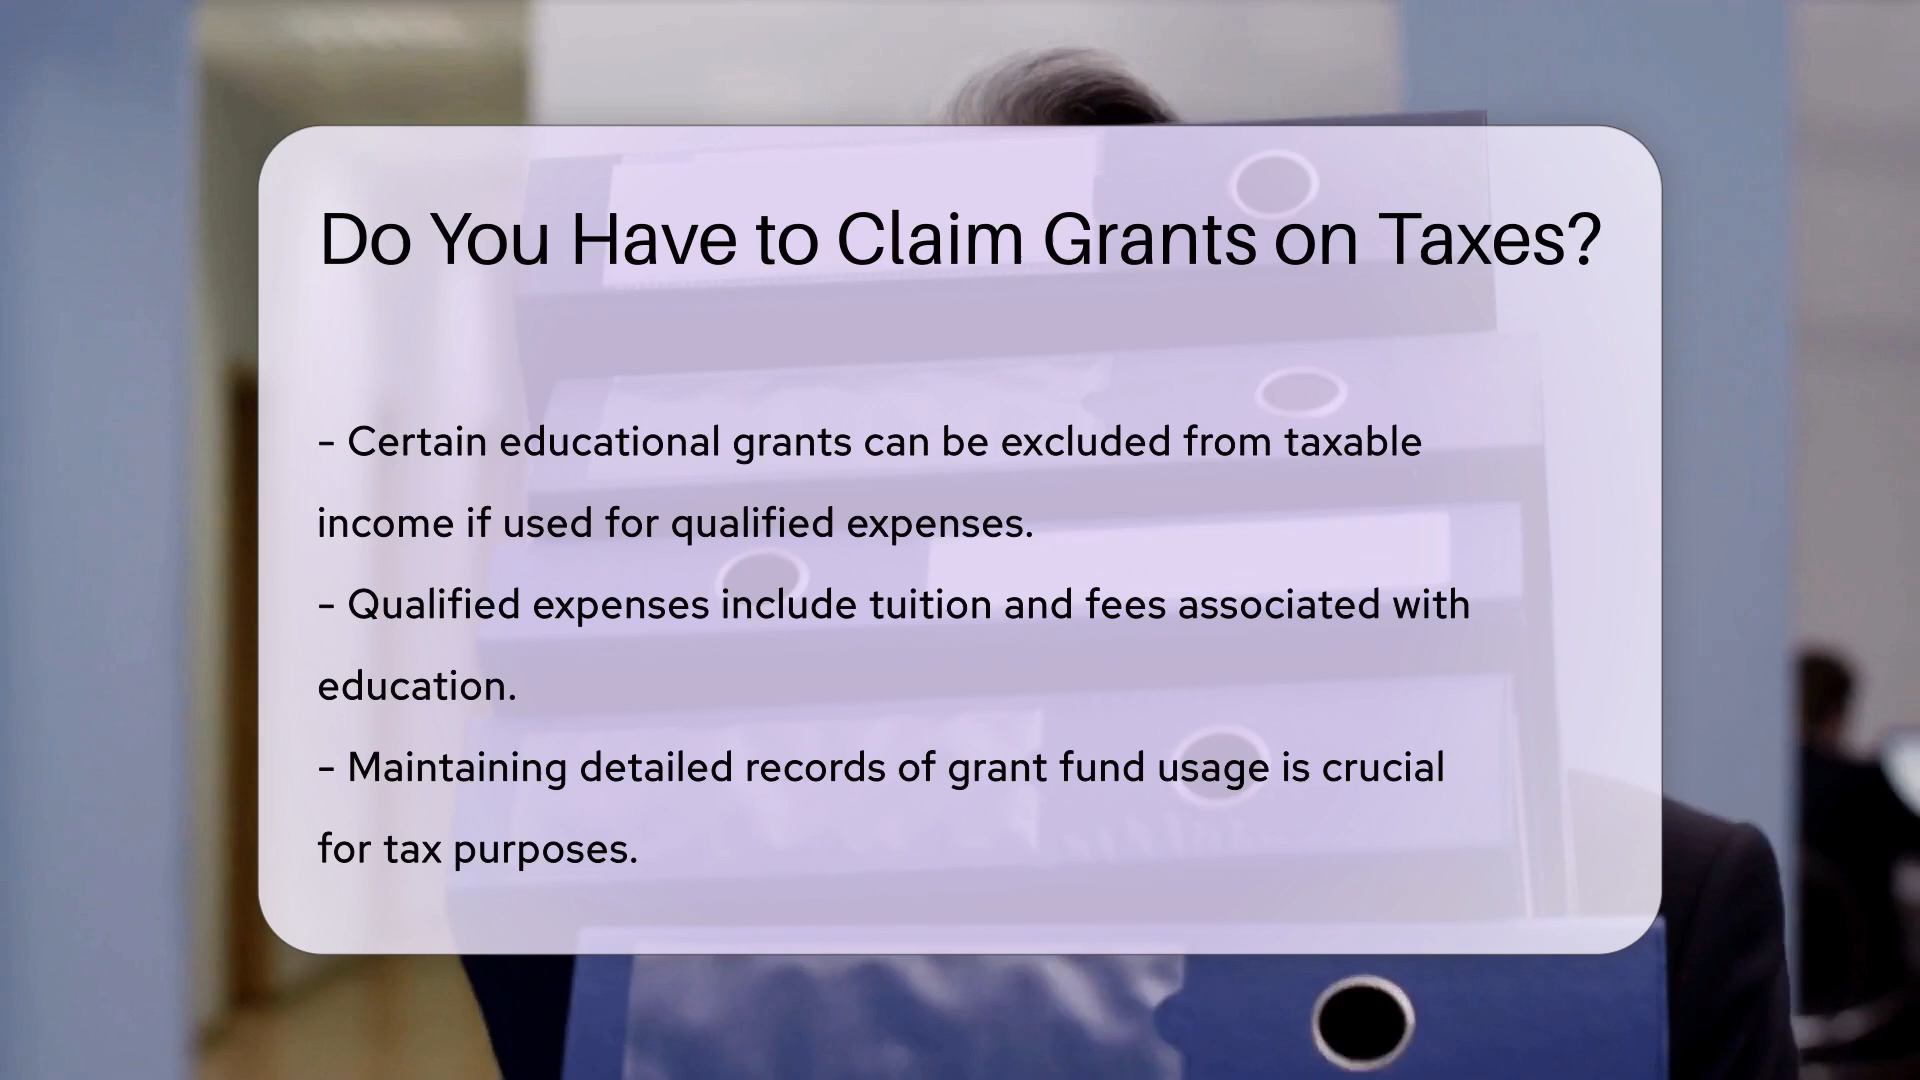 Do You Have to Claim Grants on Taxes?
- Certain educational grants can be excluded from taxable
income if used for qualified expenses.
- Qualified expenses include tuition and fees associated with
education.
- Maintaining detailed records of grant fund usage is crucial
for tax purposes.